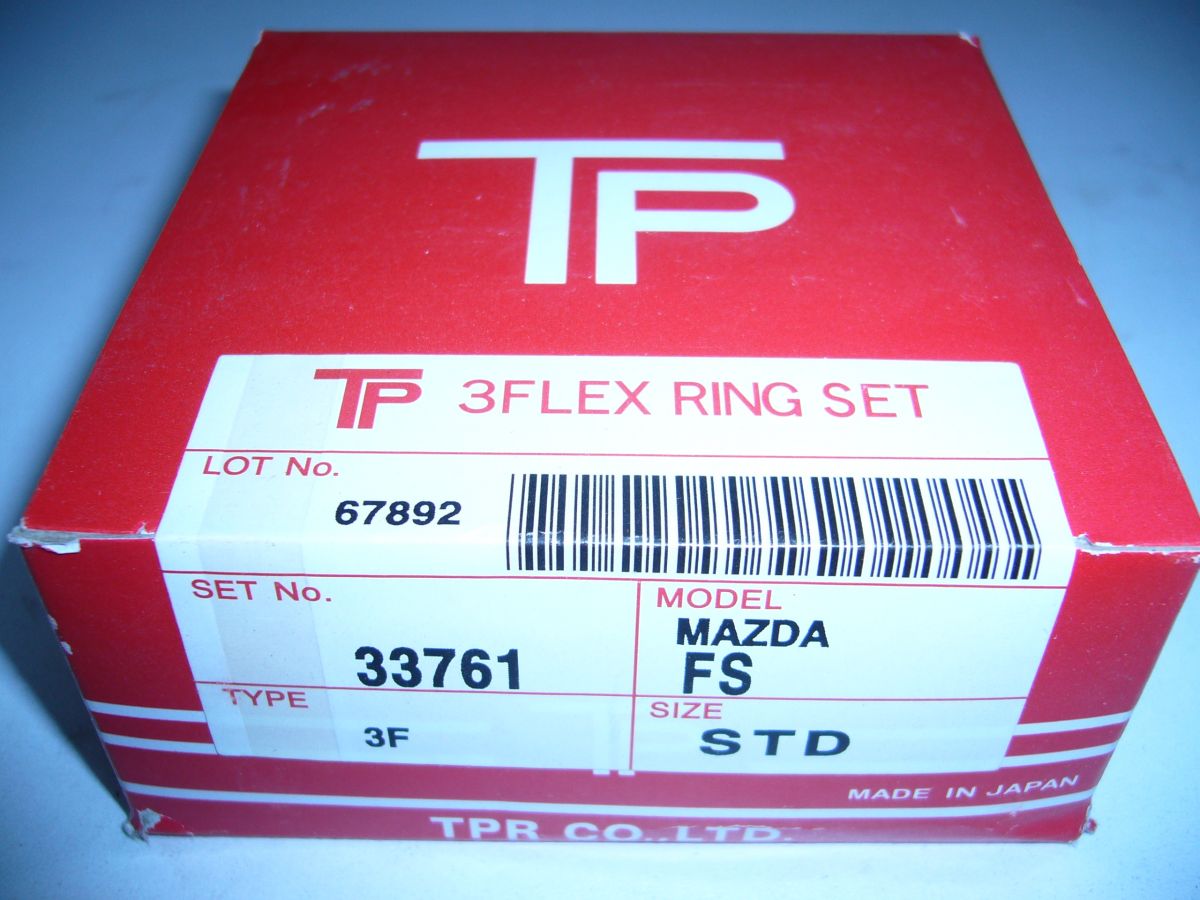 TP
TP 3FLEX RING SET
LOT No.
67892
SET No.
33761
MODEL
MAZDA
FS
TYPE
3F
SIZE
STD
MADE IN JAPAN
TPR CO.,LTD.